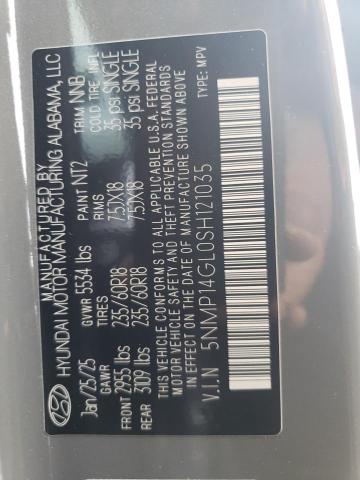 MANUFACTURED BY
HYUNDAI MOTOR MANUFACTURING ALABAMA, LLC
Jan/25/25 GVWR 5534 lbs PAINT NT2 TRIM NNB
GAWR TIRES RIMS COLD TIRE INFL
FRONT 2955 lbs 235/60R18 7.5JX18 35 psi SINGLE
REAR 3109 lbs 235/60R18 7.5JX18 35 psi SINGLE
THIS VEHICLE CONFORMS TO ALL APPLICABLE U.S.A. FEDERAL
MOTOR VEHICLE SAFETY AND THEFT PREVENTION STANDARDS
IN EFFECT ON THE DATE OF MANUFACTURE SHOWN ABOVE.
V.I.N 5NMP14GL0SH121035 TYPE: MPV